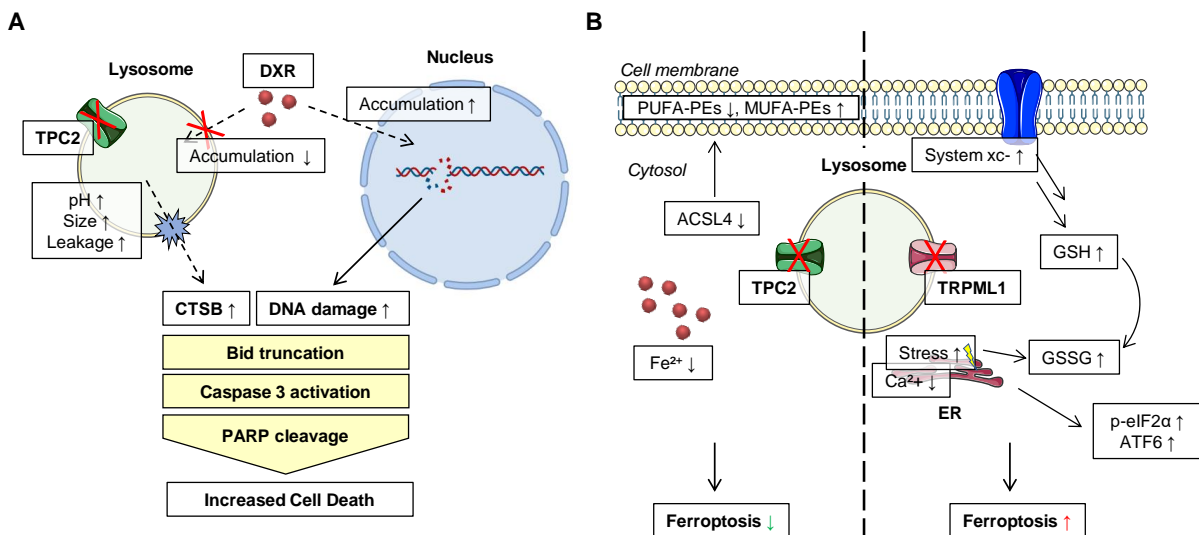 A
Lysosome
DXR
Nucleus
TPC2
Accumulation ↓
Accumulation ↑
pH ↑
Size ↑
Leakage ↑
CTSB ↑
DNA damage ↑
Bid truncation
Caspase 3 activation
PARP cleavage
Increased Cell Death
B
Cell membrane
PUFA-PEs ↓, MUFA-PEs ↑
Cytosol
Lysosome
System xc- ↑
ACSL4 ↓
GSH ↑
TPC2
TRPML1
Fe²⁺ ↓
Stress ↑
Ca²+ ↓
ER
GSSG ↑
p-eIF2α ↑
ATF6 ↑
Ferroptosis ↓
Ferroptosis ↑